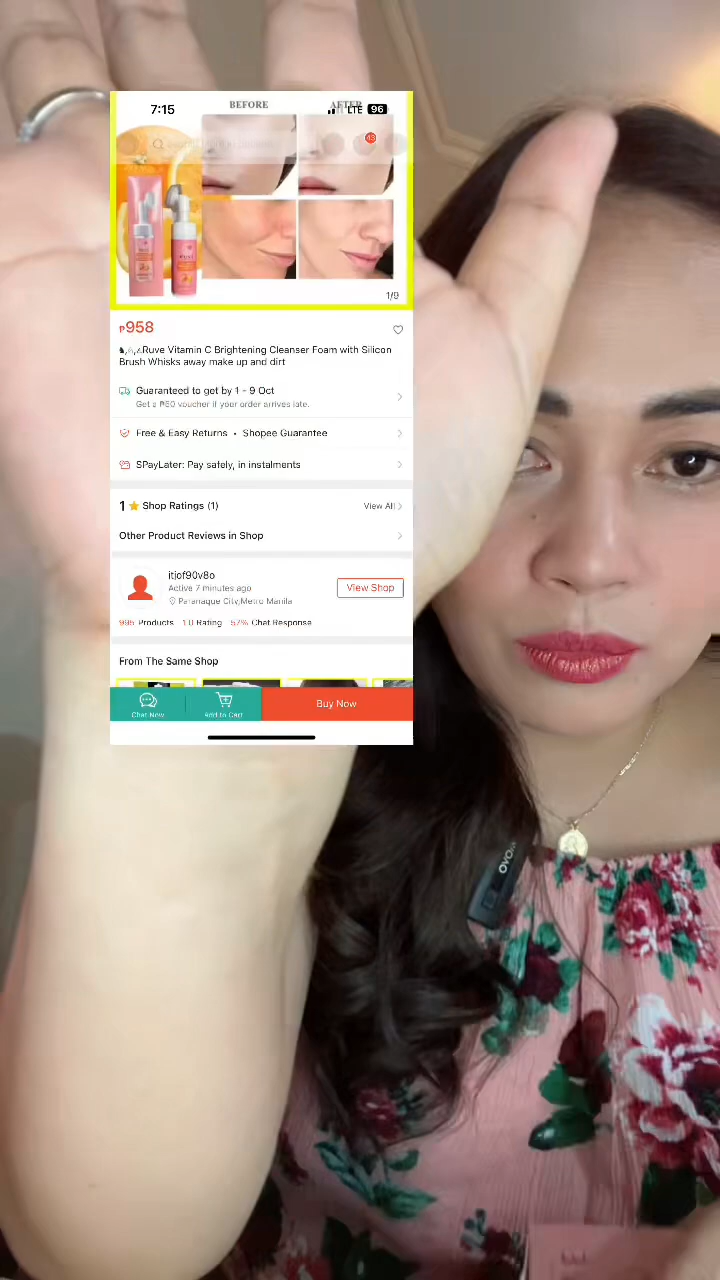 7:15
BEFORE
AFTER
LTE 96
43
1/9
₱958
Ruve Vitamin C Brightening Cleanser Foam with Silicon
Brush Whisks away make up and dirt
Guaranteed to get by 1 - 9 Oct
Get a ₱50 voucher if your order arrives late.
Free & Easy Returns • Shopee Guarantee
SPayLater: Pay safely, in instalments
1 Shop Ratings (1)
View All
Other Product Reviews in Shop
itjof90v8o
Active 7 minutes ago
Paranaque City,Metro Manila
View Shop
995 Products 1.0 Rating 57% Chat Response
From The Same Shop
Chat Now
Add to Cart
Buy Now